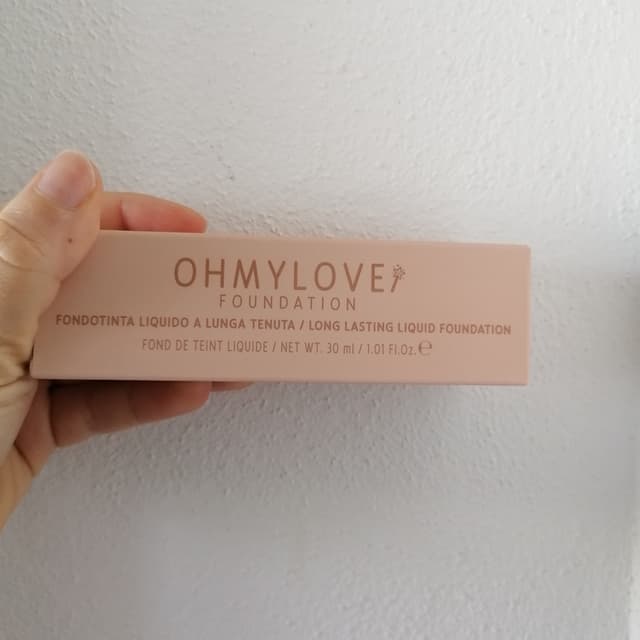 OHMYLOVE
FOUNDATION
FONDOTINTA LIQUIDO A LUNGA TENUTA / LONG LASTING LIQUID FOUNDATION
FOND DE TEINT LIQUIDE / NET WT. 30 ml / 1.01 Fl.Oz. ℮